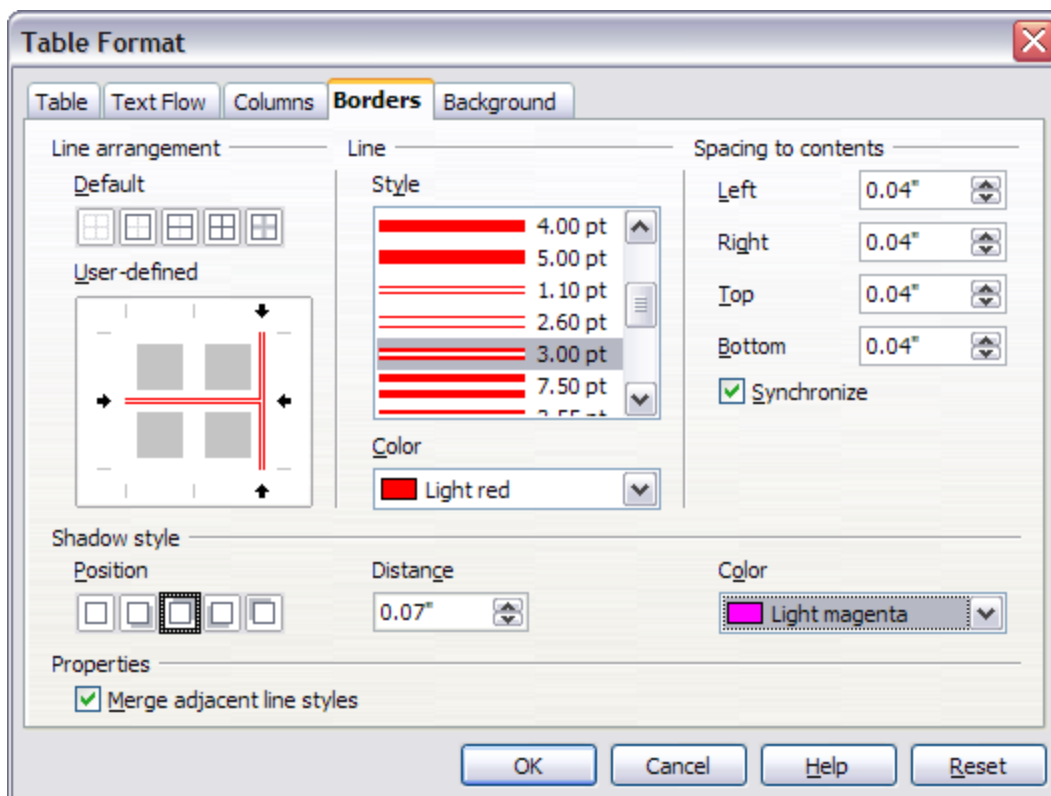 Table Format
Table Text Flow Columns Borders Background
Line arrangement
Default
User-defined
Line
Style
4.00 pt
5.00 pt
1.10 pt
2.60 pt
3.00 pt
7.50 pt
Color
Light red
Spacing to contents
Left 0.04"
Right 0.04"
Top 0.04"
Bottom 0.04"
Synchronize
Shadow style
Position
Distance
0.07"
Color
Light magenta
Properties
Merge adjacent line styles
OK Cancel Help Reset